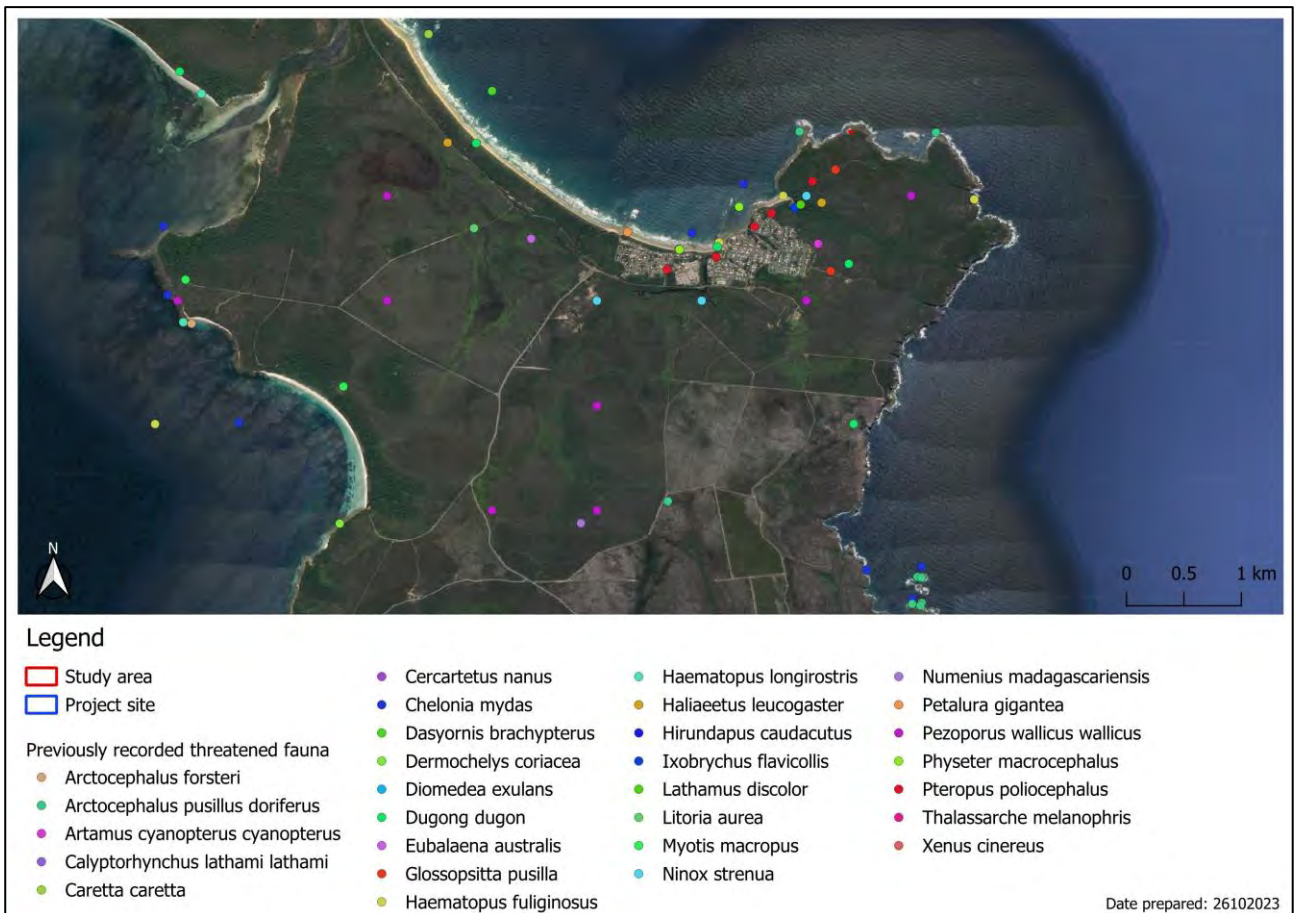 N
0 0.5 1 km
Legend
Study area
Project site
Previously recorded threatened fauna
Arctocephalus forsteri
Arctocephalus pusillus doriferus
Artamus cyanopterus cyanopterus
Calyptorhynchus lathami lathami
Caretta caretta
Cercartetus nanus
Chelonia mydas
Dasyornis brachypterus
Dermochelys coriacea
Diomedea exulans
Dugong dugon
Eubalaena australis
Glossopsitta pusilla
Haematopus fuliginosus
Haematopus longirostris
Haliaeetus leucogaster
Hirundapus caudacutus
Ixobrychus flavicollis
Lathamus discolor
Litoria aurea
Myotis macropus
Ninox strenua
Numenius madagascariensis
Petalura gigantea
Pezoporus wallicus wallicus
Physeter macrocephalus
Pteropus poliocephalus
Thalassarche melanophris
Xenus cinereus
Date prepared: 26102023